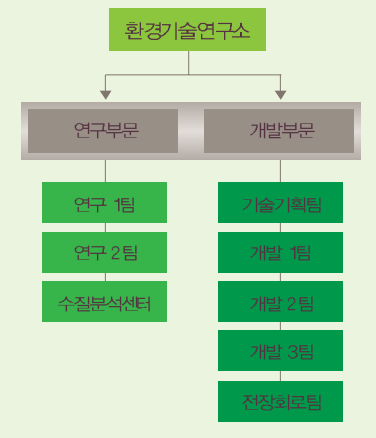 환경기술연구소
연구부문
개발부문
연구 1팀
연구 2팀
수질분석센터
기술기획팀
개발 1팀
개발 2팀
개발 3팀
전장회로팀